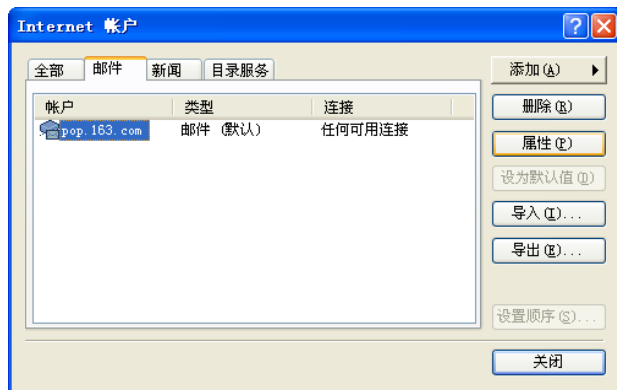 Internet 帐户
全部 邮件 新闻 目录服务
帐户 类型 连接
pop.163.com 邮件 (默认) 任何可用连接
添加(A)
删除(R)
属性(P)
设为默认值(D)
导入(I)...
导出(E)...
设置顺序(S)...
关闭